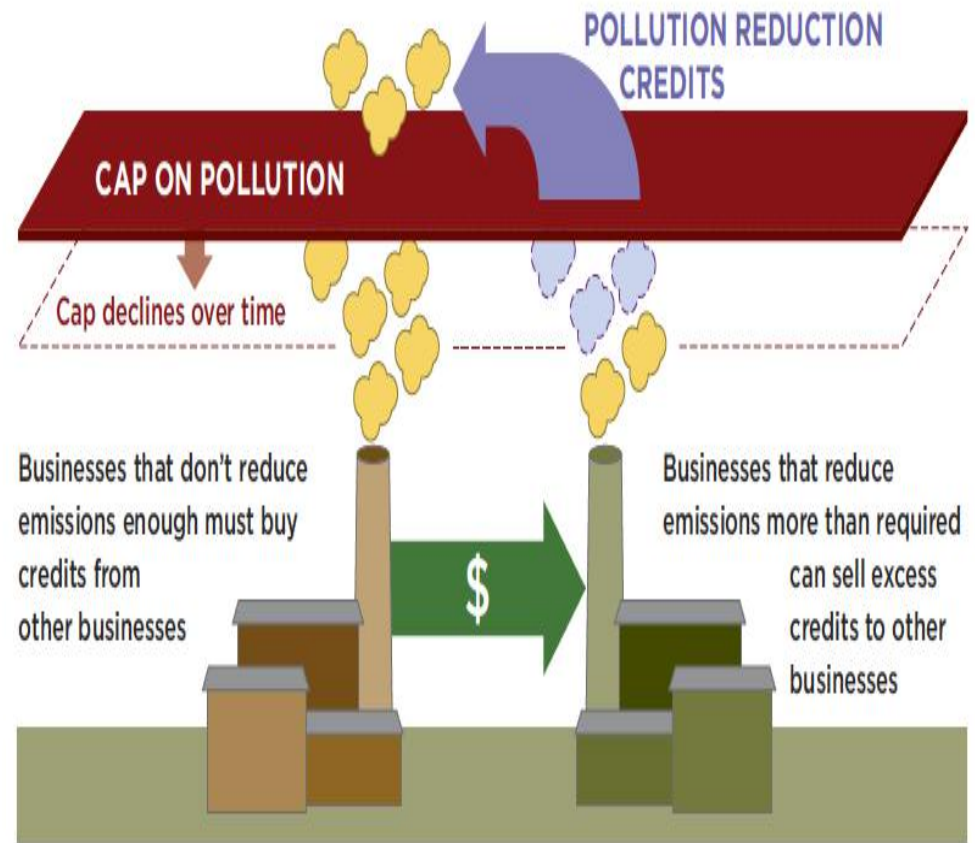 POLLUTION REDUCTION
CREDITS
CAP ON POLLUTION
Cap declines over time
Businesses that don't reduce
emissions enough must buy
credits from
other businesses
$
Businesses that reduce
emissions more than required
can sell excess
credits to other
businesses